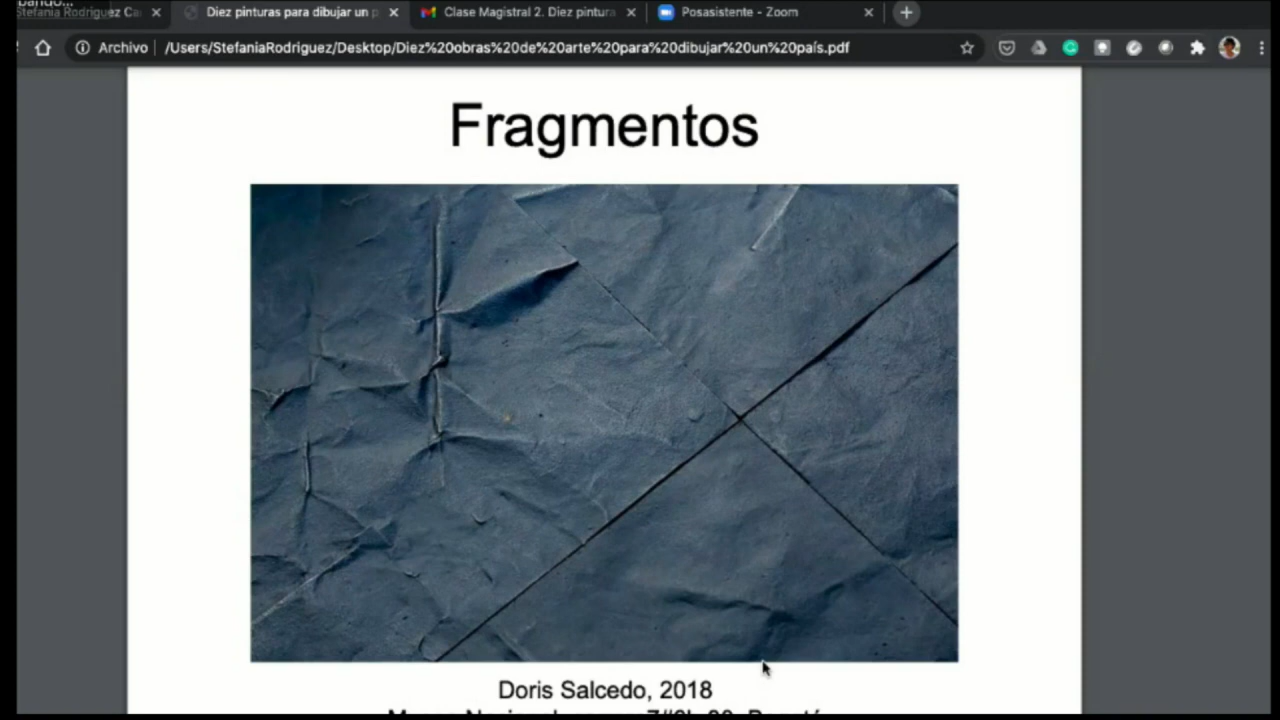 bando...
Stefania Rodriguez Ca
Diez pinturas para dibujar un p
Clase Magistral 2. Diez pintura
Posasistente - Zoom
Archivo
/Users/StefaniaRodriguez/Desktop/Diez%20obras%20de%20arte%20para%20dibujar%20un%20país.pdf
Fragmentos
Doris Salcedo, 2018